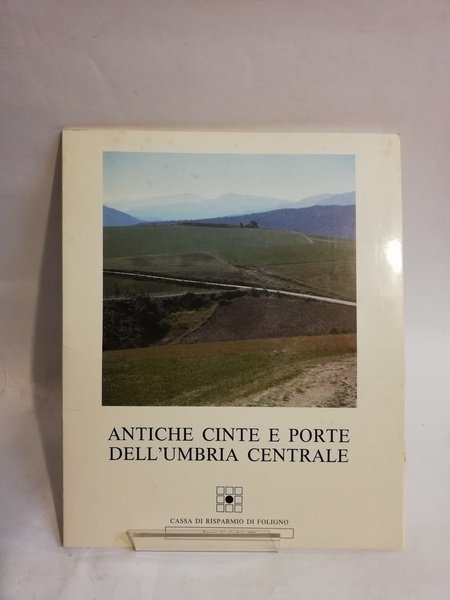 ANTICHE CINTE E PORTE
DELL'UMBRIA CENTRALE
CASSA DI RISPARMIO DI FOLIGNO